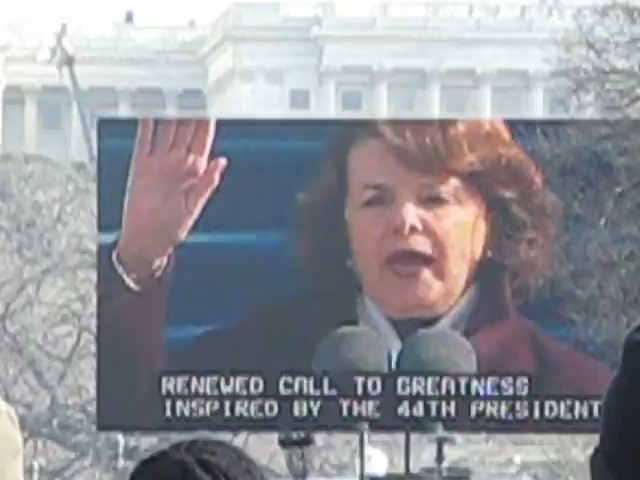 RENEWED CALL TO GREATNESS
INSPIRED BY THE 44TH PRESIDENT